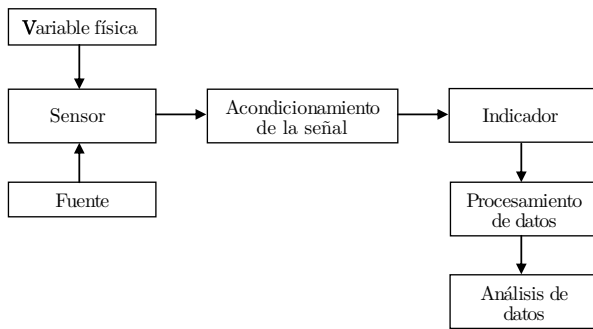 Variable física
Sensor
Acondicionamiento
de la señal
Indicador
Fuente
Procesamiento
de datos
Análisis de
datos